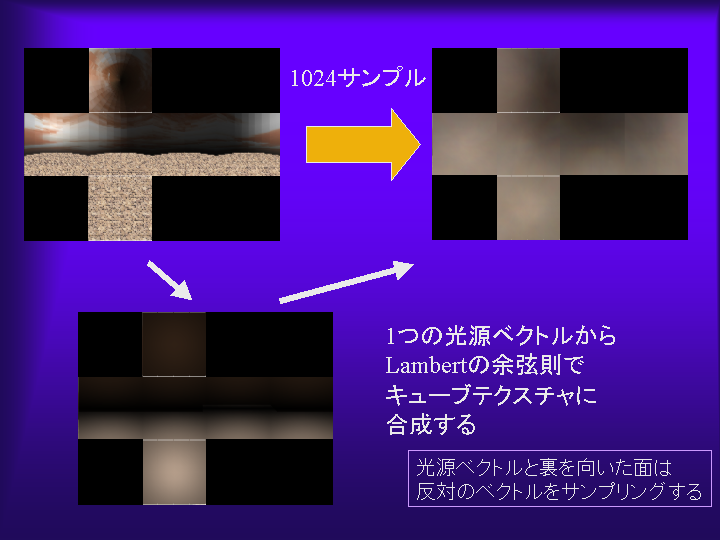 1024サンプル
1つの光源ベクトルから
Lambertの余弦則で
キューブテクスチャに
合成する
光源ベクトルと裏を向いた面は
反対のベクトルをサンプリングする